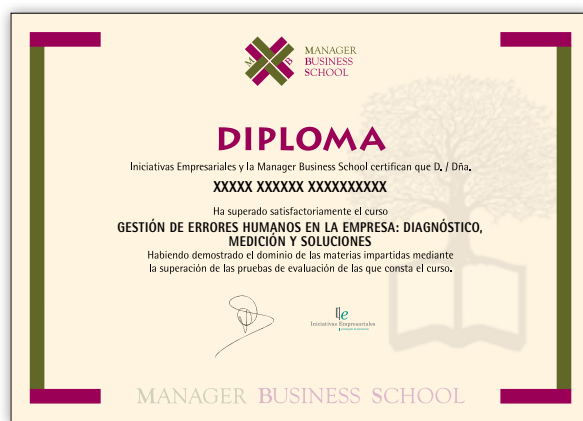 M B
MANAGER
BUSINESS
SCHOOL
DIPLOMA
Iniciativas Empresariales y la Manager Business School certifican que D. / Dña.
XXXXX XXXXXX XXXXXXXXXX
Ha superado satisfactoriamente el curso
GESTIÓN DE ERRORES HUMANOS EN LA EMPRESA: DIAGNÓSTICO,
MEDICIÓN Y SOLUCIONES
Habiendo demostrado el dominio de las materias impartidas mediante
la superación de las pruebas de evaluación de las que consta el curso.
Iniciativas Empresariales
MANAGER BUSINESS SCHOOL